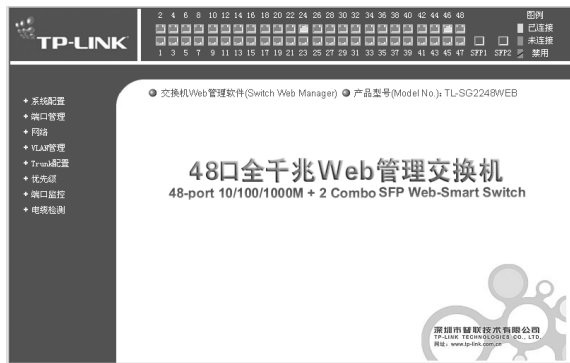 TP-LINK
2 4 6 8 10 12 14 16 18 20 22 24 26 28 30 32 34 36 38 40 42 44 46 48
图例
已连接
未连接
1 3 5 7 9 11 13 15 17 19 21 23 25 27 29 31 33 35 37 39 41 43 45 47 SFP1 SFP2 禁用
交换机Web管理软件(Switch Web Manager) 产品型号(Model No.): TL-SG2248WEB
+ 系统配置
+ 端口管理
+ 网络
+ VLAN管理
+ Trunk配置
+ 优先级
+ 端口监控
+ 电缆检测
48口全千兆Web管理交换机
48-port 10/100/1000M + 2 Combo SFP Web-Smart Switch
深圳市普联技术有限公司
TP-LINK TECHNOLOGIES CO., LTD.
网址: www.tp-link.com.cn